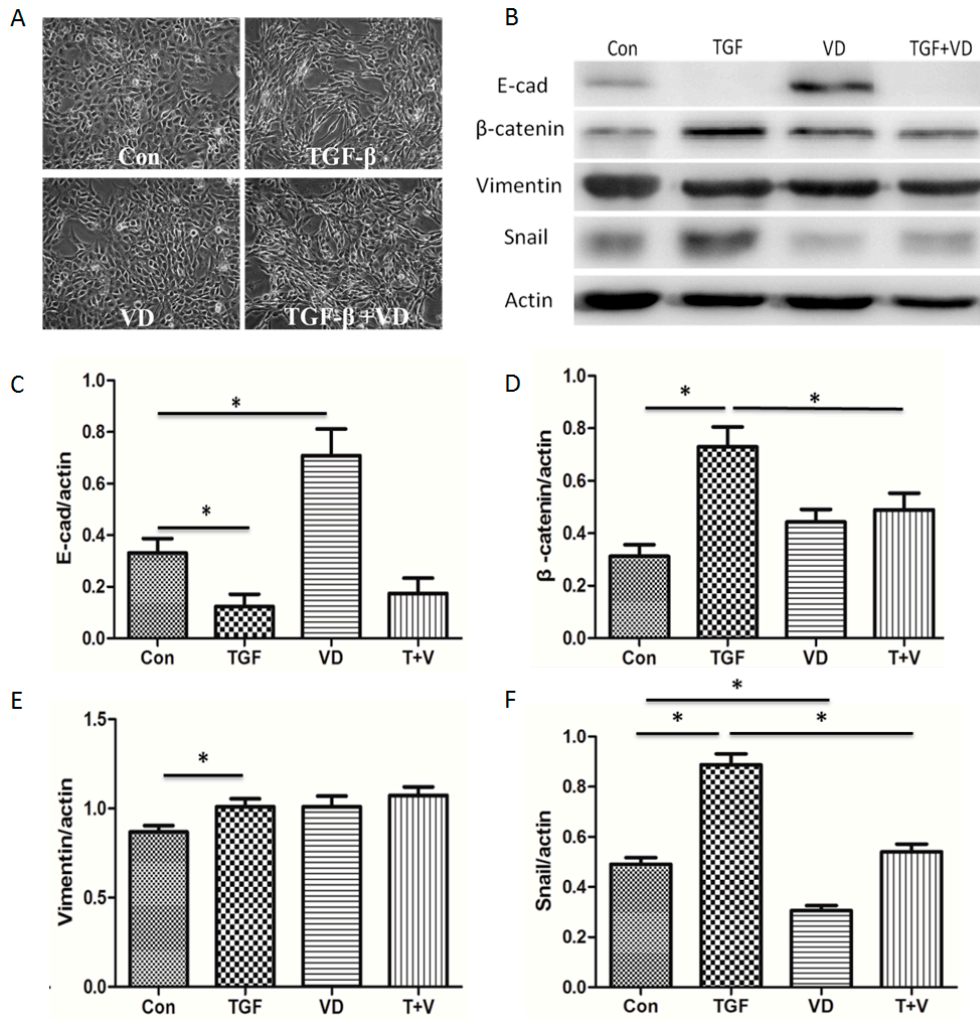 A
Con
TGF-β
VD
TGF-β +VD
B
Con TGF VD TGF+VD
E-cad
β-catenin
Vimentin
Snail
Actin
C
*
*
E-cad/actin
1.0
0.8
0.6
0.4
0.2
0.0
Con TGF VD T+V
D
* *
β -catenin/actin
1.0
0.8
0.6
0.4
0.2
0.0
Con TGF VD T+V
E
*
Vimentin/actin
1.5
1.0
0.5
0.0
Con TGF VD T+V
F
*
* *
Snail/actin
1.0
0.8
0.6
0.4
0.2
0.0
Con TGF VD T+V